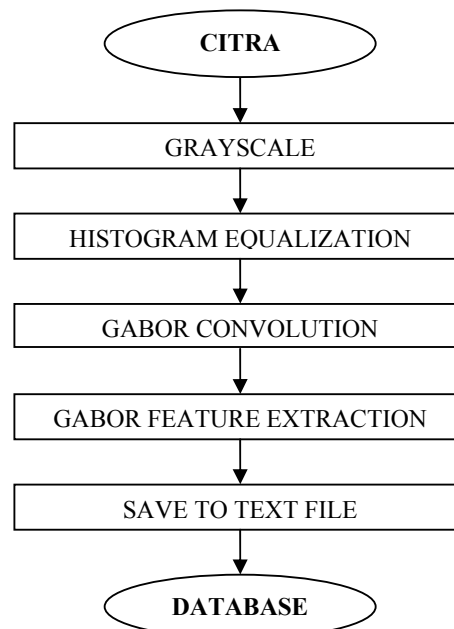 CITRA
GRAYSCALE
HISTOGRAM EQUALIZATION
GABOR CONVOLUTION
GABOR FEATURE EXTRACTION
SAVE TO TEXT FILE
DATABASE